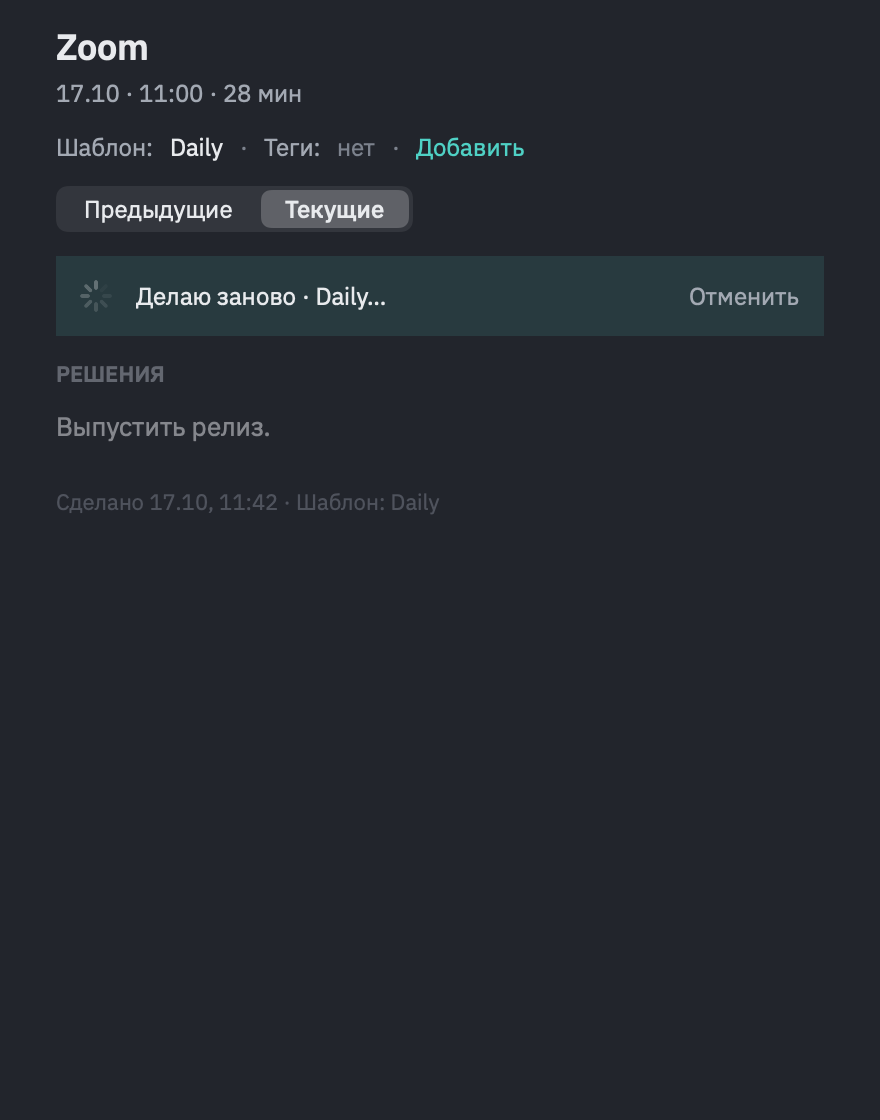 Zoom
17.10 · 11:00 · 28 мин
Шаблон: Daily · Теги: нет · Добавить
Предыдущие Текущие
Делаю заново · Daily... Отменить
РЕШЕНИЯ
Выпустить релиз.
Сделано 17.10, 11:42 · Шаблон: Daily